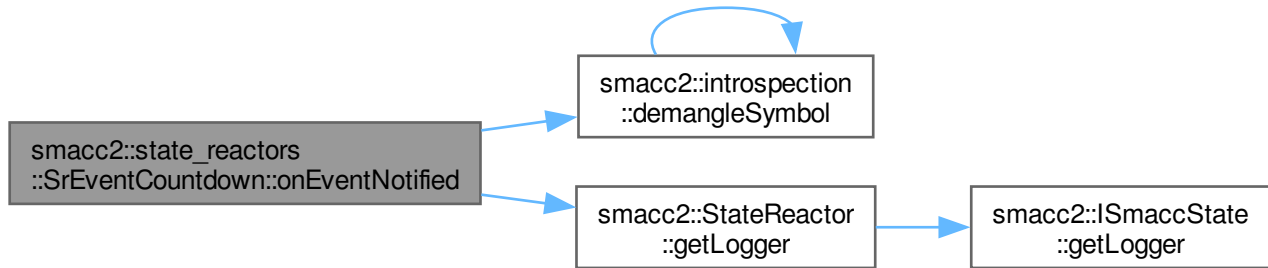 smacc2::state_reactors
::SrEventCountdown::onEventNotified
smacc2::introspection
::demangleSymbol
smacc2::StateReactor
::getLogger
smacc2::ISmaccState
::getLogger